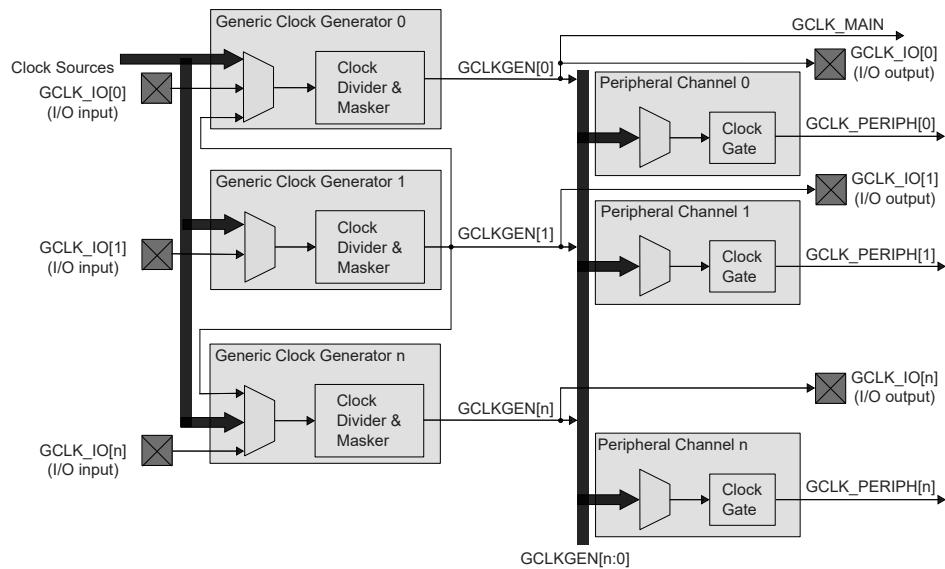 Generic Clock Generator 0
GCLK_MAIN
Clock Sources
GCLK_IO[0]
(I/O input)
Clock
Divider &
Masker
GCLKGEN[0]
GCLK_IO[0]
(I/O output)
Peripheral Channel 0
Clock
Gate
GCLK_PERIPH[0]
Generic Clock Generator 1
GCLK_IO[1]
(I/O input)
Clock
Divider &
Masker
GCLKGEN[1]
GCLK_IO[1]
(I/O output)
Peripheral Channel 1
Clock
Gate
GCLK_PERIPH[1]
Generic Clock Generator n
GCLK_IO[n]
(I/O input)
Clock
Divider &
Masker
GCLKGEN[n]
GCLK_IO[n]
(I/O output)
Peripheral Channel n
Clock
Gate
GCLK_PERIPH[n]
GCLKGEN[n:0]